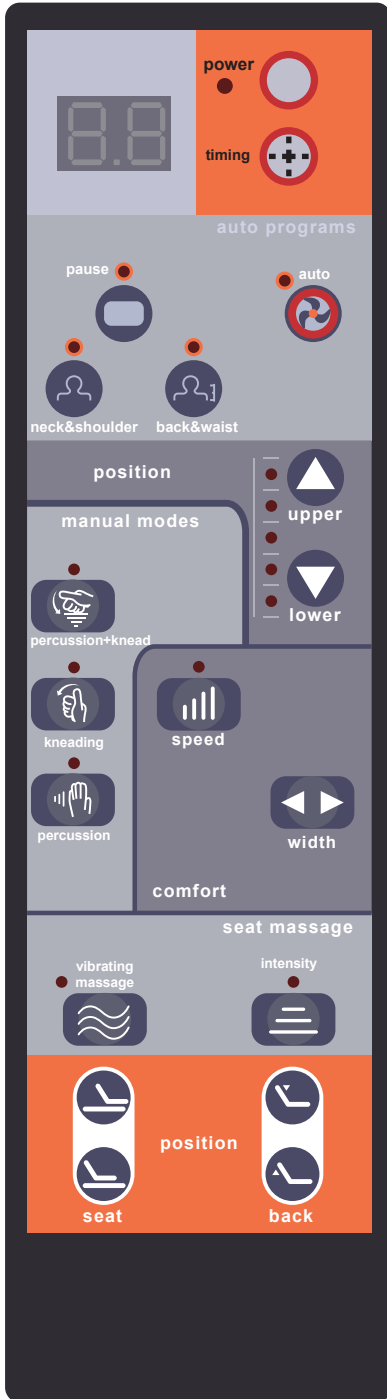 power
8.8
timing
auto programs
pause
auto
neck&shoulder
back&waist
position
upper
manual modes
lower
percussion+knead
speed
kneading
width
percussion
comfort
seat massage
vibrating
massage
intensity
position
seat
back